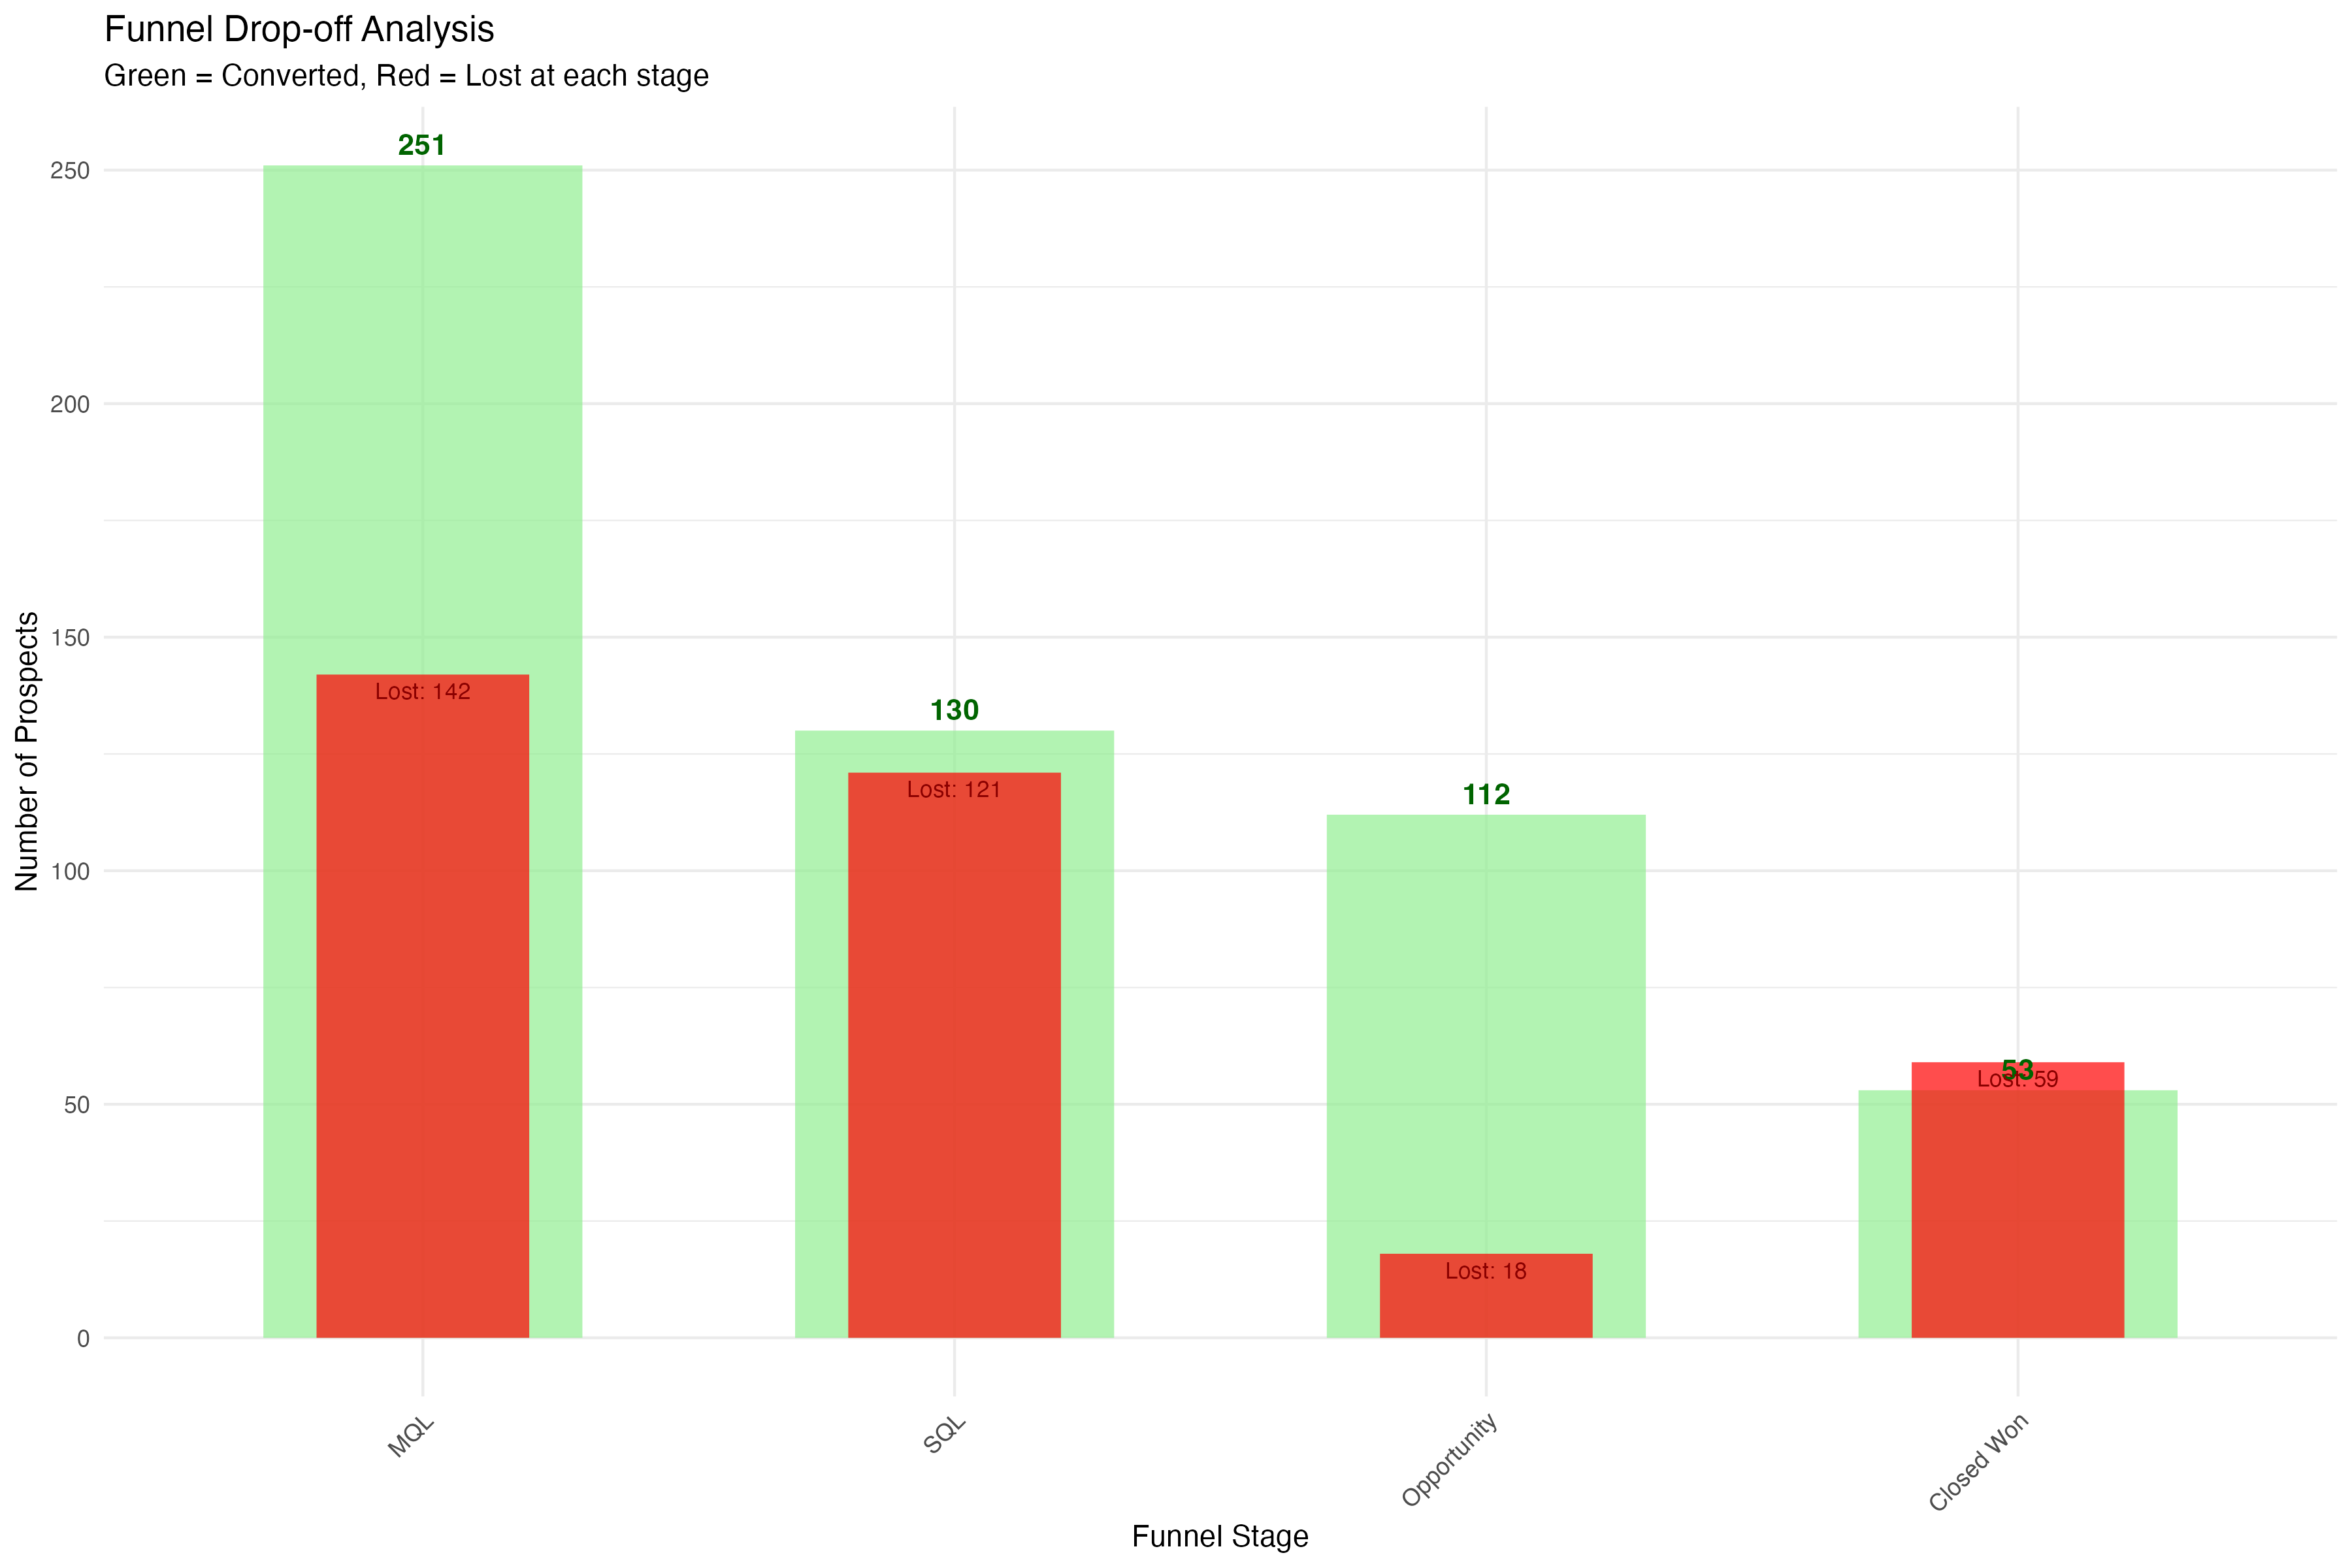 Funnel Drop-off Analysis
Green = Converted, Red = Lost at each stage
Number of Prospects
250
200
150
100
50
0
251
Lost: 142
130
Lost: 121
112
Lost: 18
53
Lost: 59
MQL
SQL
Opportunity
Closed Won
Funnel Stage